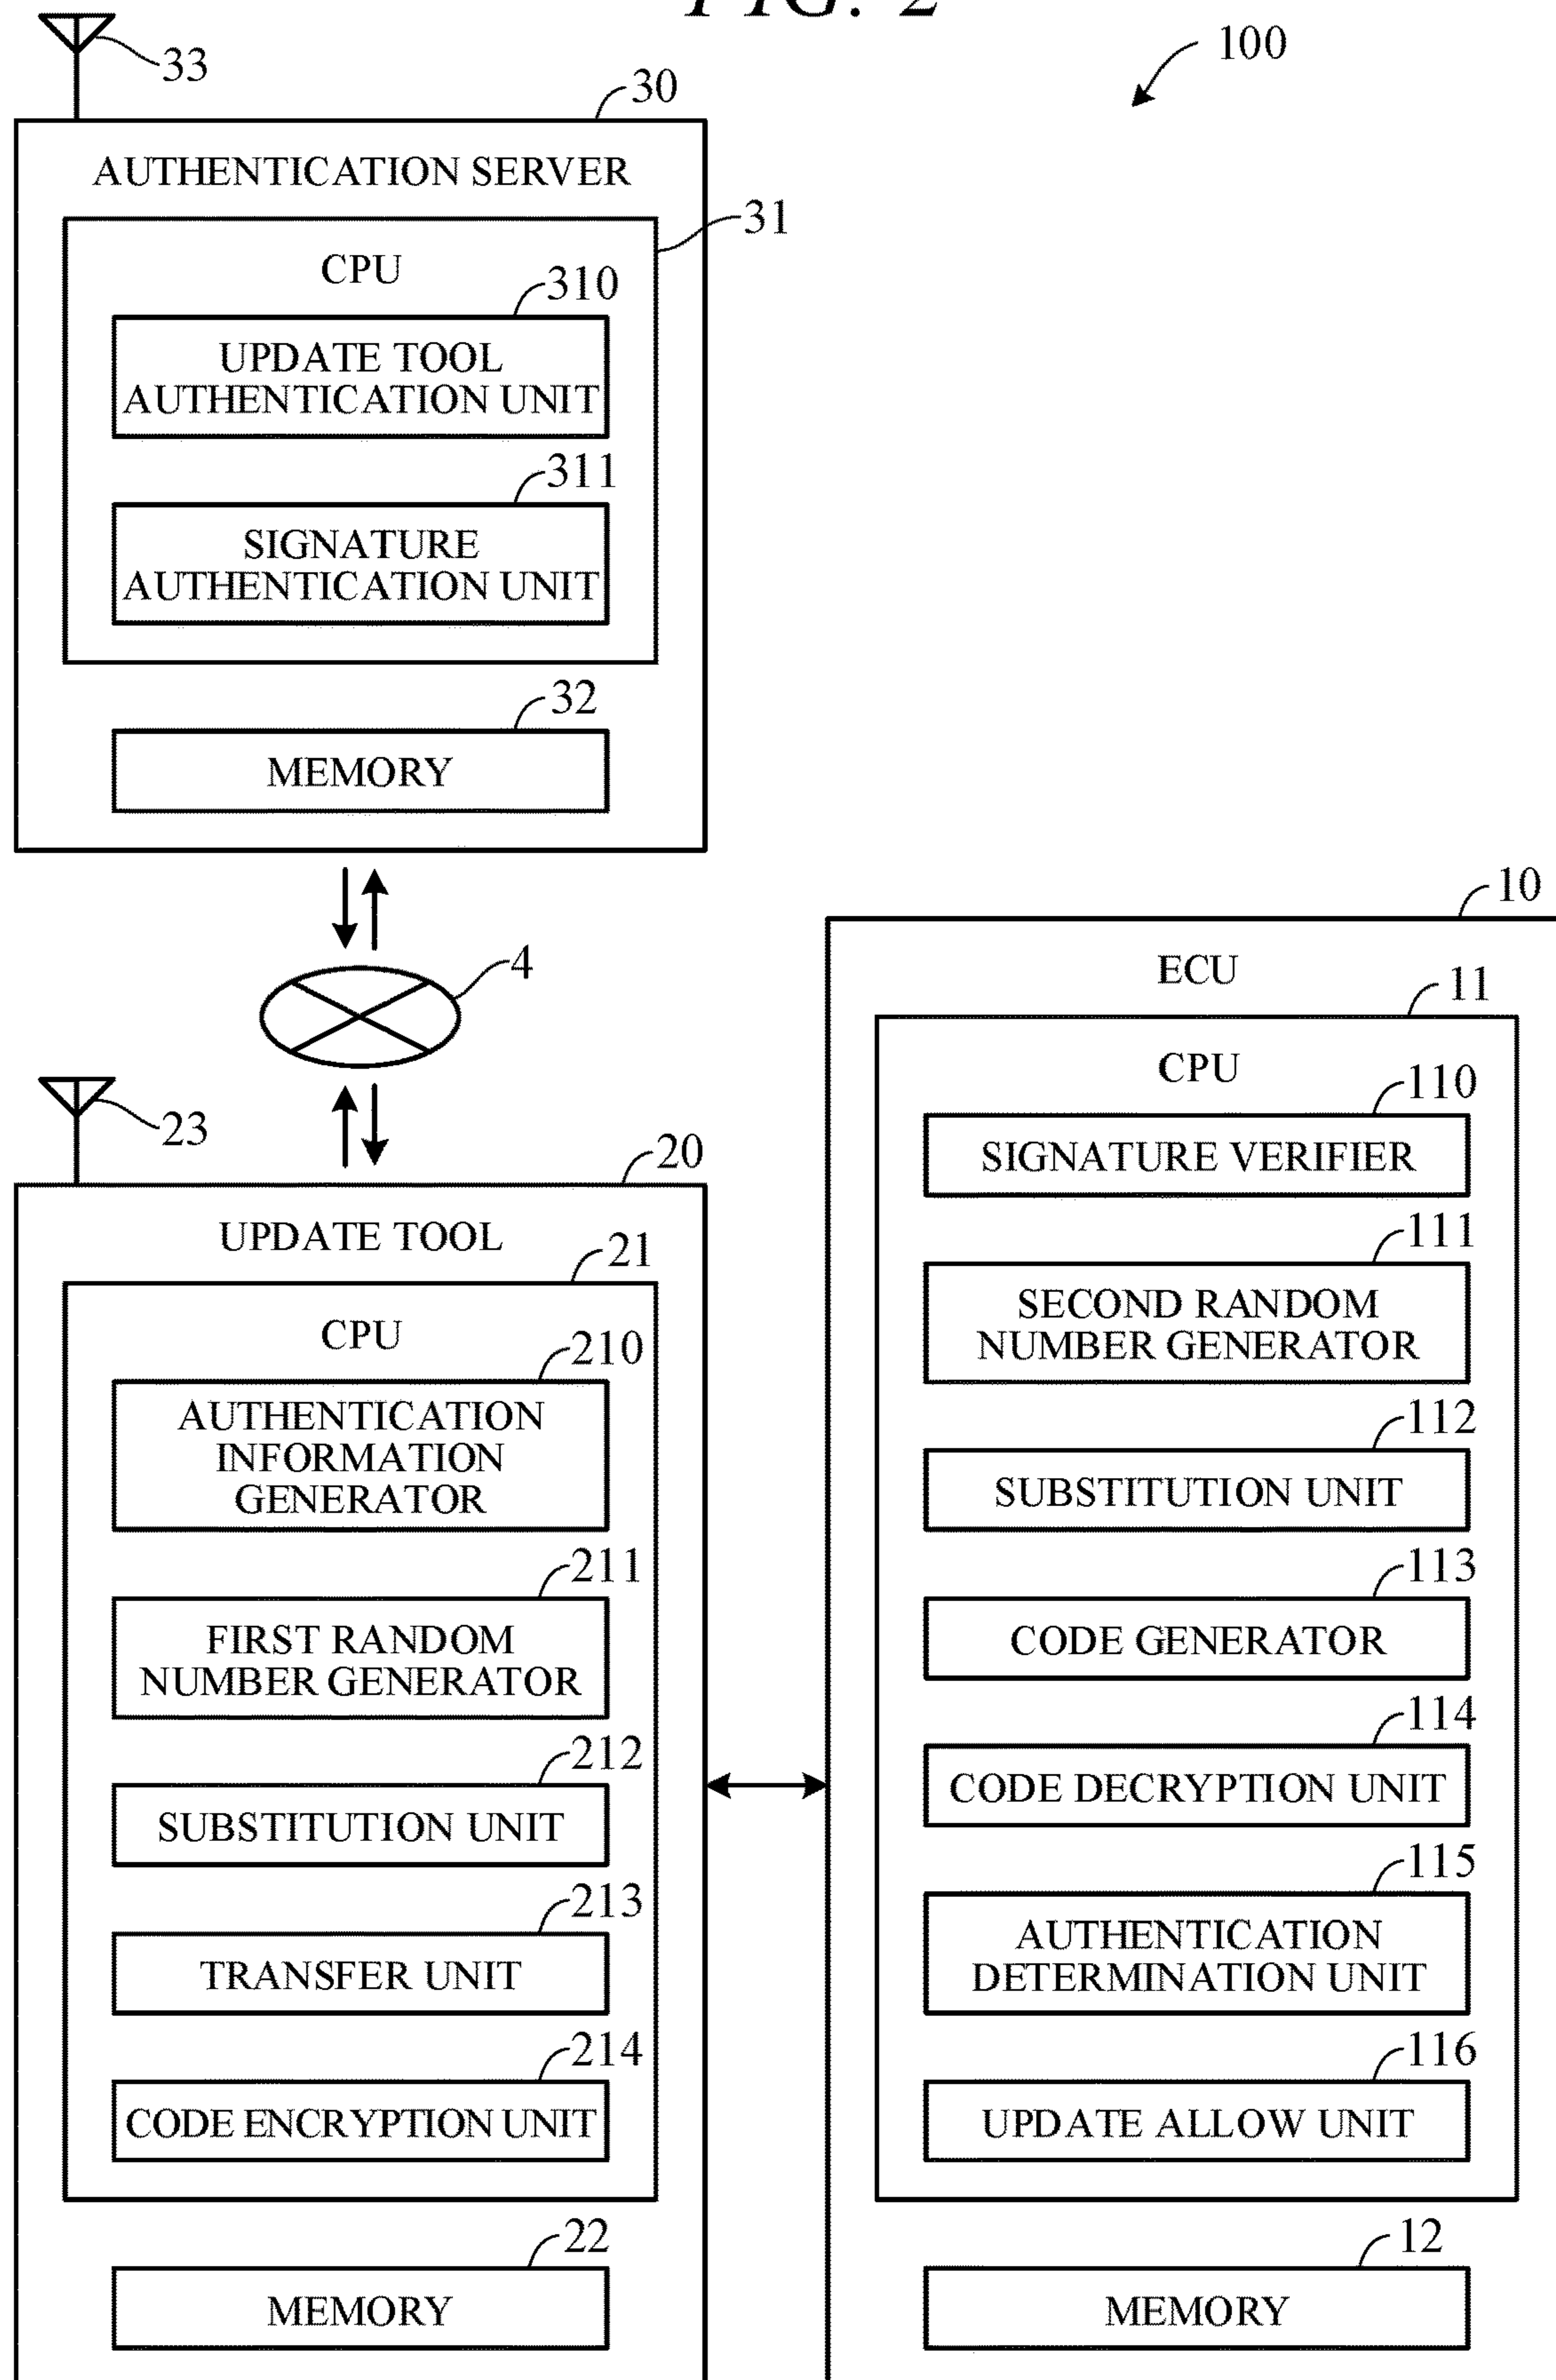 FIG. 2
100
33
30
AUTHENTICATION SERVER
31
CPU
310
UPDATE TOOL
AUTHENTICATION UNIT
311
SIGNATURE
AUTHENTICATION UNIT
32
MEMORY
4
23
20
UPDATE TOOL
21
CPU
210
AUTHENTICATION
INFORMATION
GENERATOR
211
FIRST RANDOM
NUMBER GENERATOR
212
SUBSTITUTION UNIT
213
TRANSFER UNIT
214
CODE ENCRYPTION UNIT
22
MEMORY
10
ECU
11
CPU
110
SIGNATURE VERIFIER
111
SECOND RANDOM
NUMBER GENERATOR
112
SUBSTITUTION UNIT
113
CODE GENERATOR
114
CODE DECRYPTION UNIT
115
AUTHENTICATION
DETERMINATION UNIT
116
UPDATE ALLOW UNIT
12
MEMORY